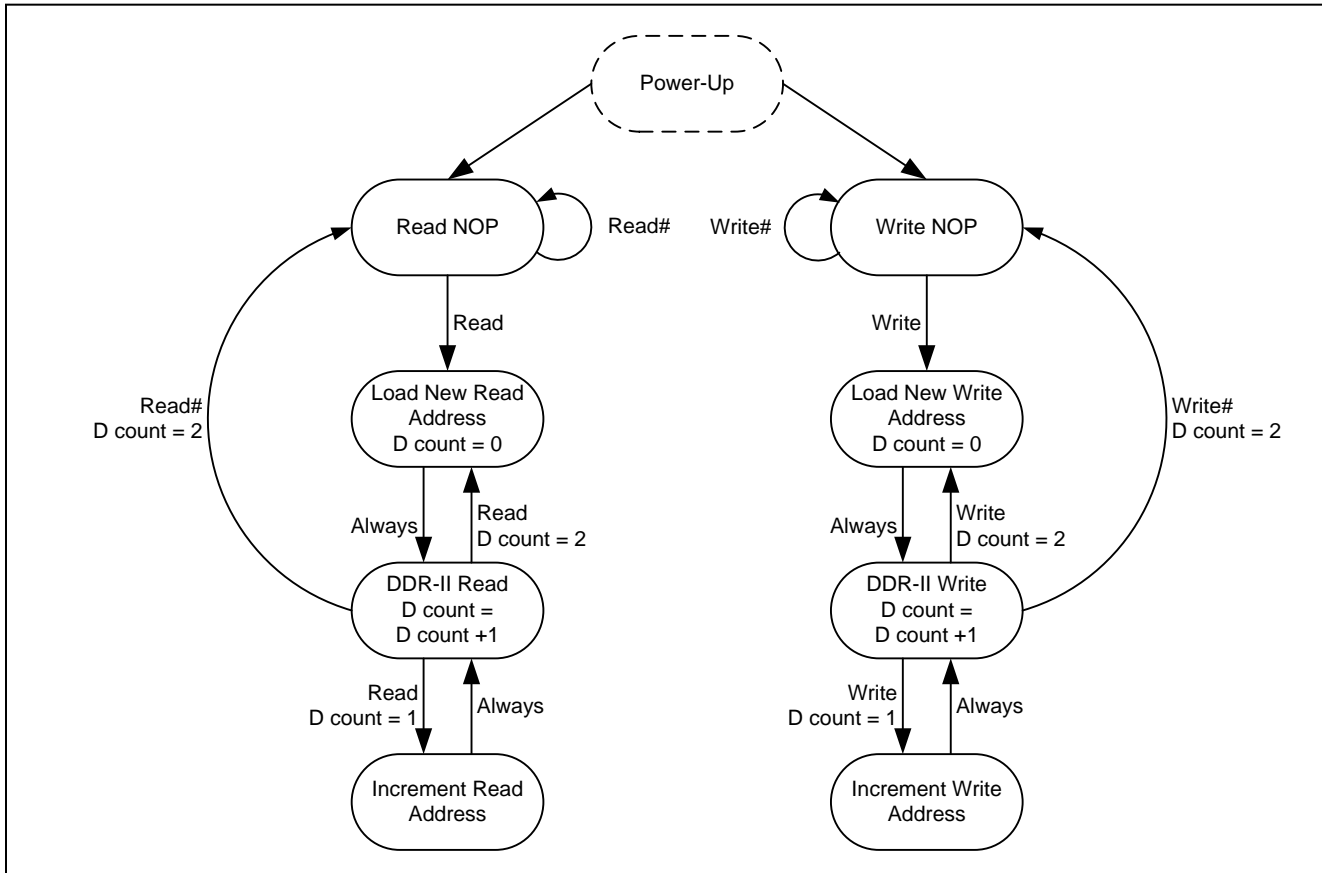 Power-Up
Read NOP
Read#
Write#
Write NOP
Read
Write
Load New Read
Address
D count = 0
Load New Write
Address
D count = 0
Read#
D count = 2
Write#
D count = 2
Always
Read
D count = 2
Always
Write
D count = 2
DDR-II Read
D count =
D count +1
DDR-II Write
D count =
D count +1
Read
D count = 1
Always
Write
D count = 1
Always
Increment Read
Address
Increment Write
Address